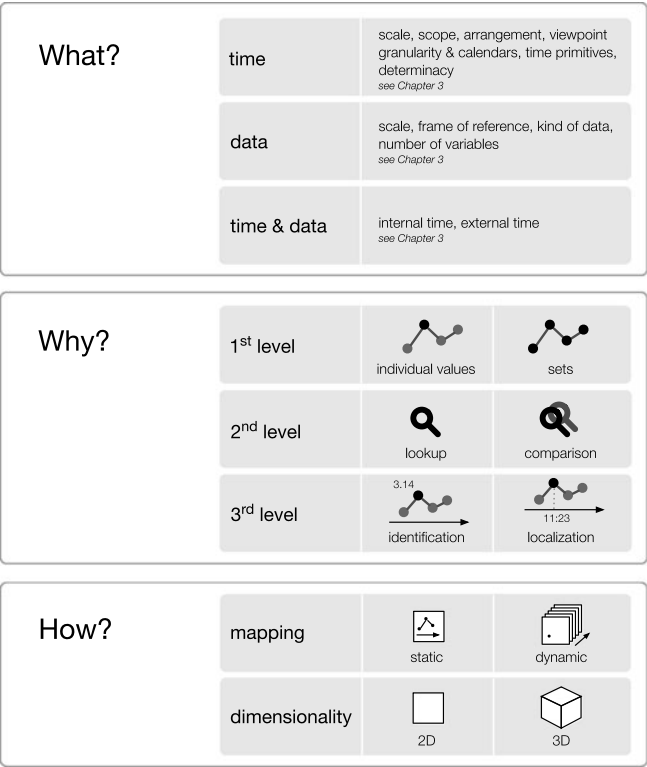 What?
time
scale, scope, arrangement, viewpoint
granularity & calendars, time primitives,
determinacy
see Chapter 3
data
scale, frame of reference, kind of data,
number of variables
see Chapter 3
time & data
internal time, external time
see Chapter 3
Why?
1st level
individual values
sets
2nd level
lookup
comparison
3rd level
3.14
identification
11:23
localization
How?
mapping
static
dynamic
dimensionality
2D
3D